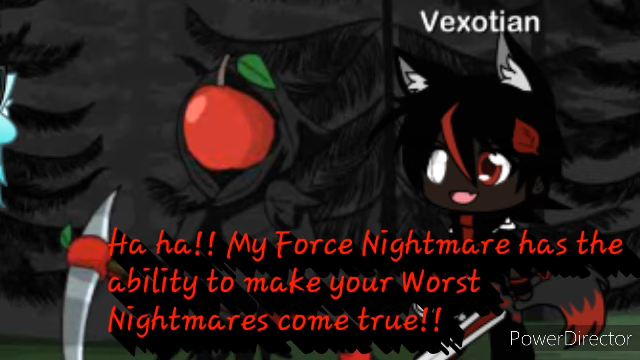 Vexotian
Ha ha!! My Force Nightmare has the
ability to make your Worst
Nightmares come true!!
PowerDirector